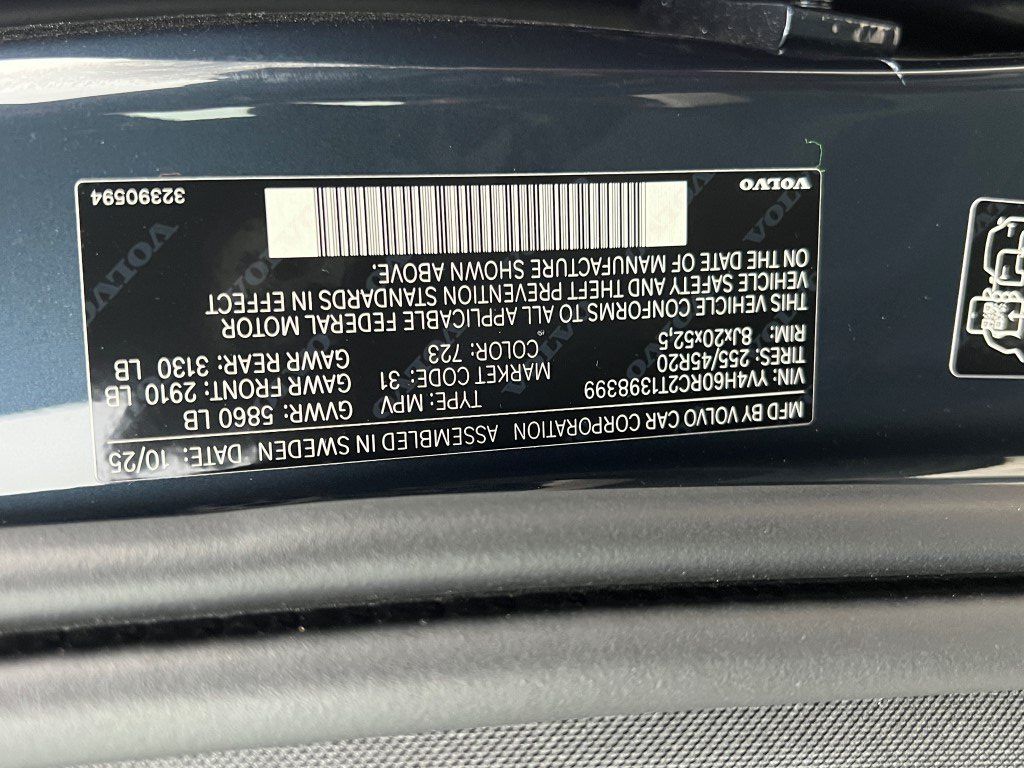 MFD BY VOLVO CAR CORPORATION ASSEMBLED IN SWEDEN DATE: 10/25
VIN: YV4H60RC2T1398399 TYPE: MPV GVWR: 5860 LB
TIRES: 255/45R20 MARKET CODE: 31 GAWR FRONT: 2910 LB
RIM: 8Jx20x52,5 COLOR: 723 GAWR REAR: 3130 LB
THIS VEHICLE CONFORMS TO ALL APPLICABLE FEDERAL MOTOR
VEHICLE SAFETY AND THEFT PREVENTION STANDARDS IN EFFECT
ON THE DATE OF MANUFACTURE SHOWN ABOVE.
VOLVO 32390594